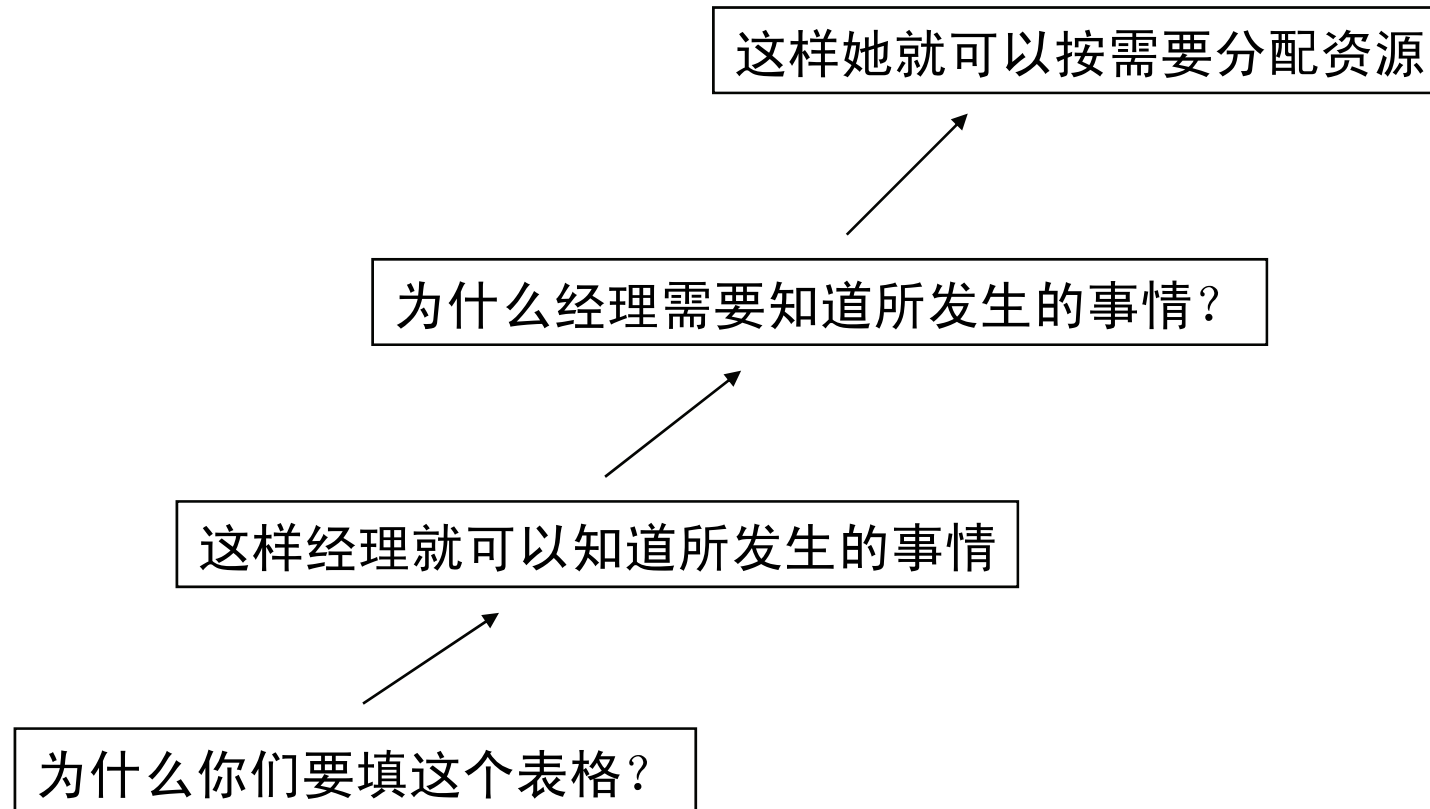 这样她就可以按需要分配资源
为什么经理需要知道所发生的事情？
这样经理就可以知道所发生的事情
为什么你们要填这个表格？